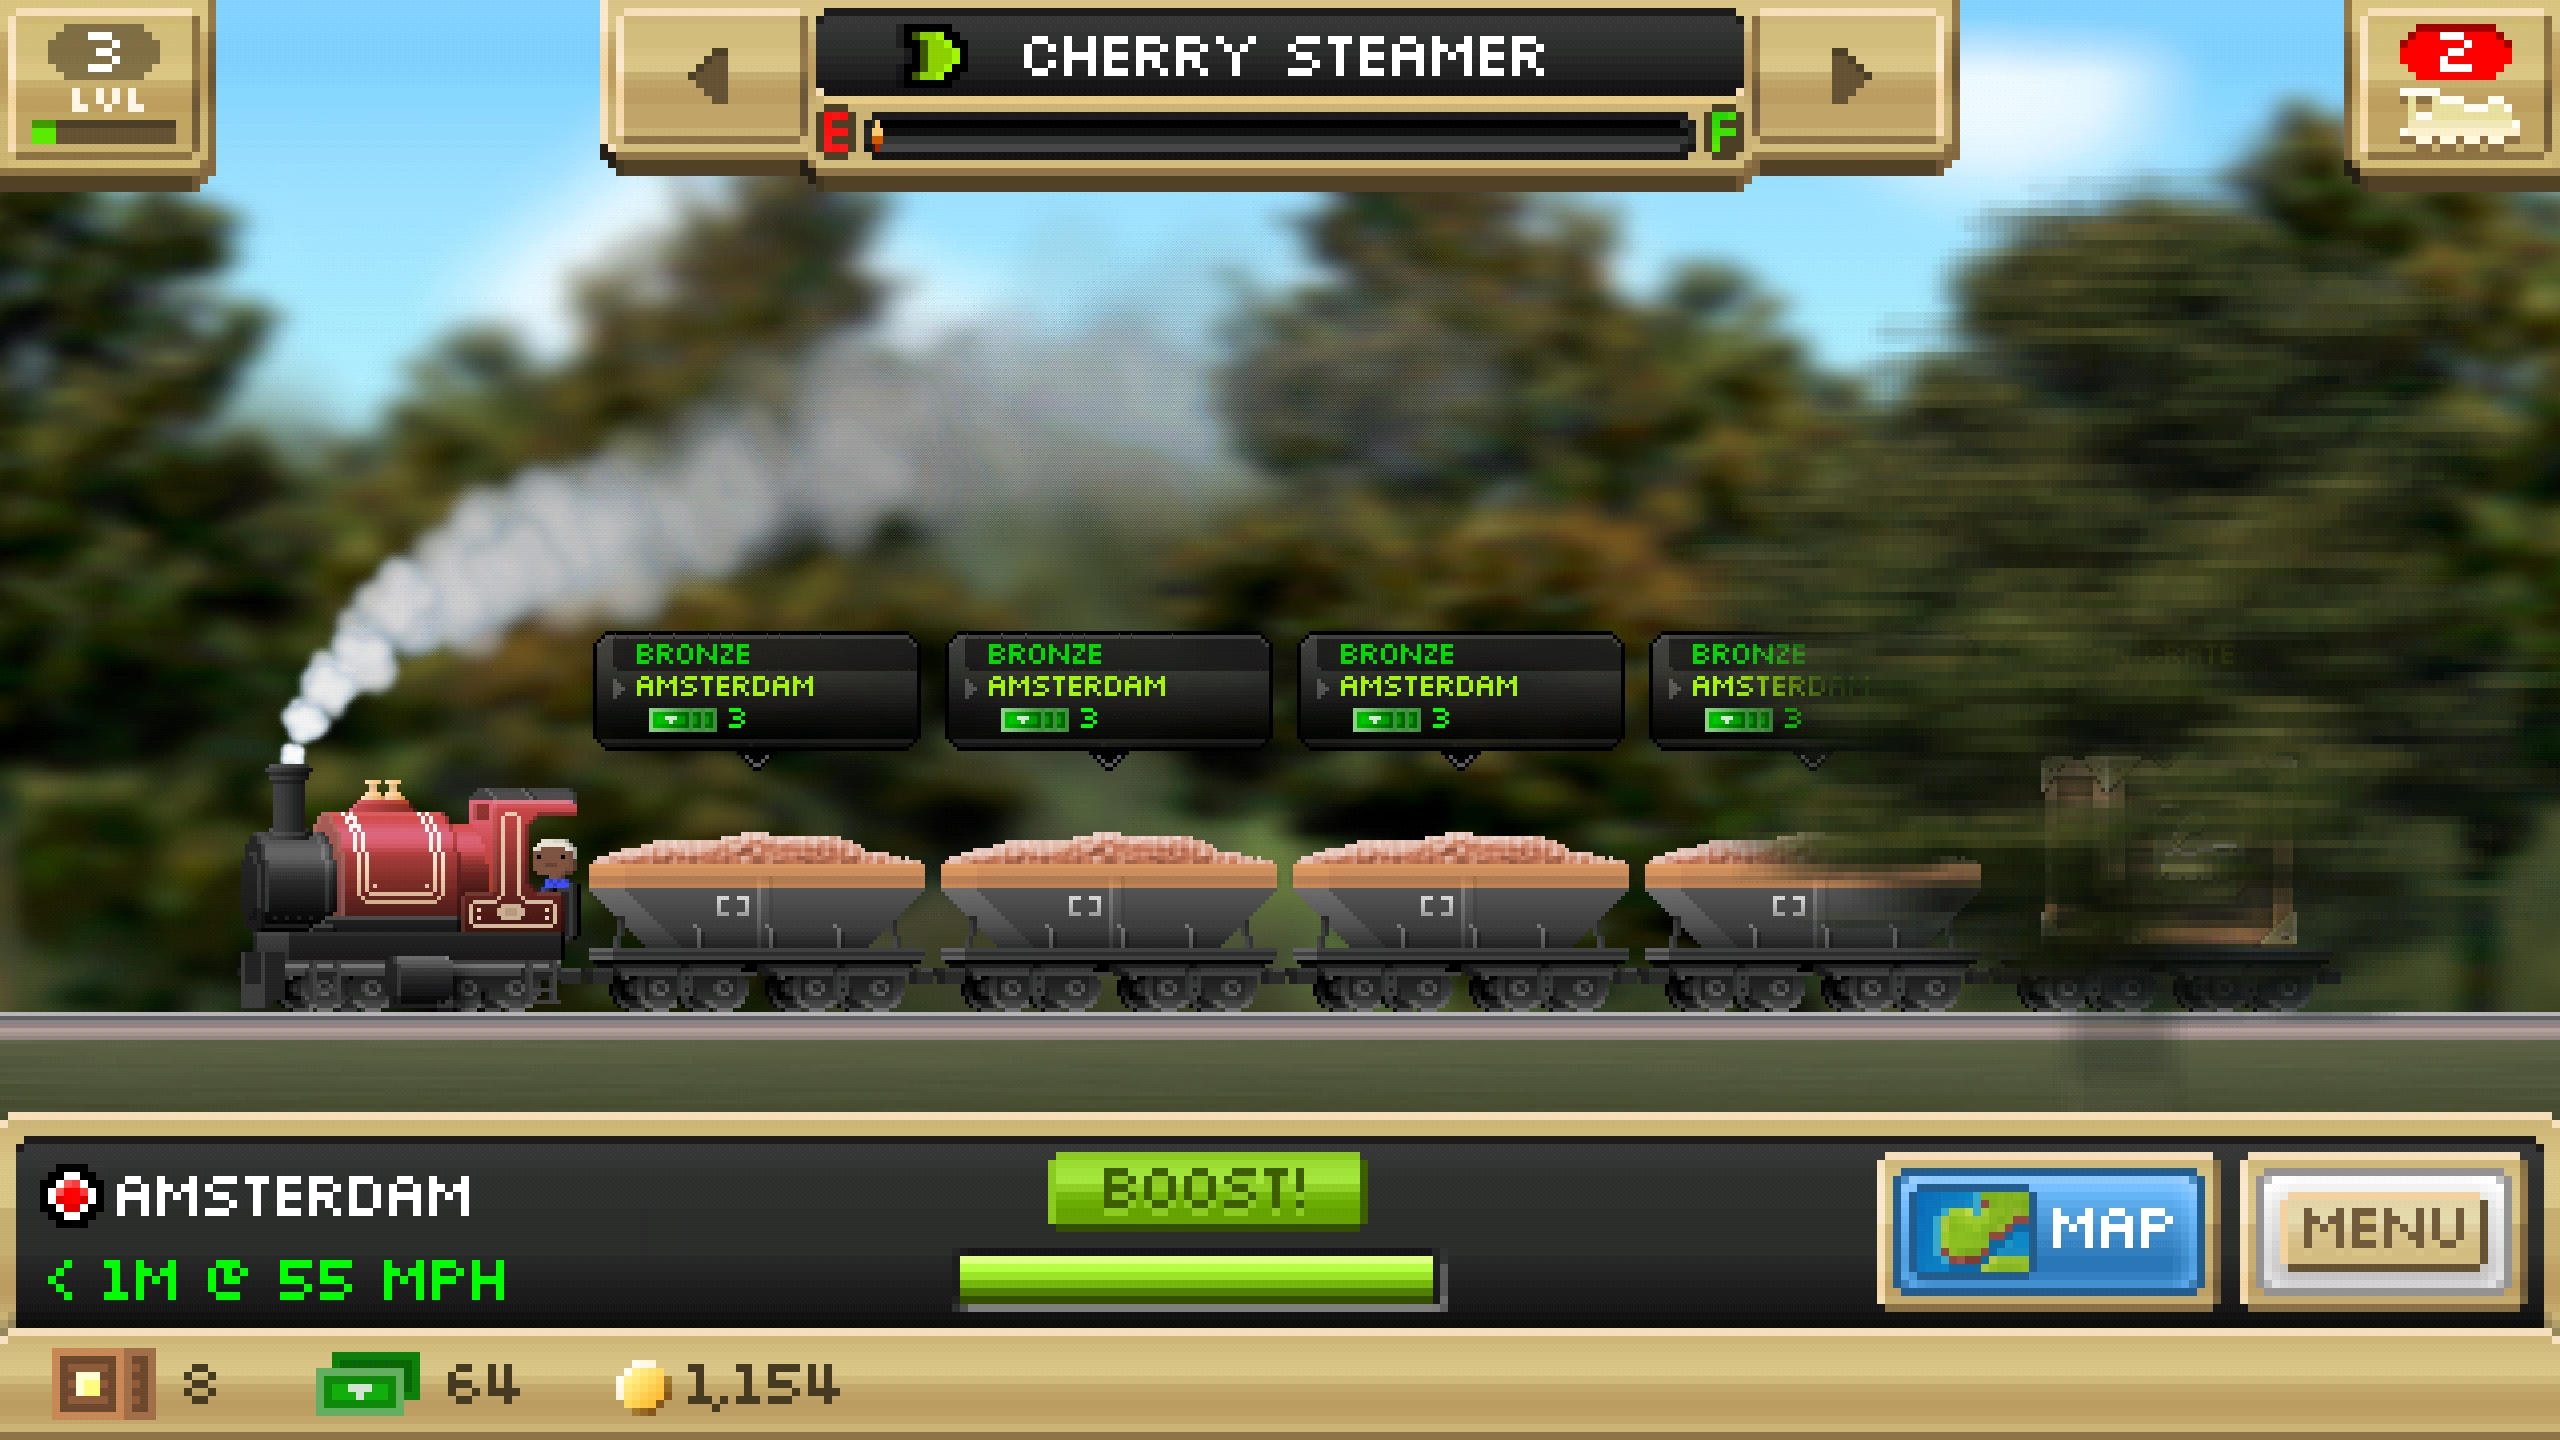 3
LVL
CHERRY STEAMER
E F
2
BRONZE
AMSTERDAM
3
BRONZE
AMSTERDAM
3
BRONZE
AMSTERDAM
3
BRONZE
AMSTERDAM
3
AMSTERDAM
< 1M @ 55 MPH
BOOST!
MAP
MENU
8 64 1,154